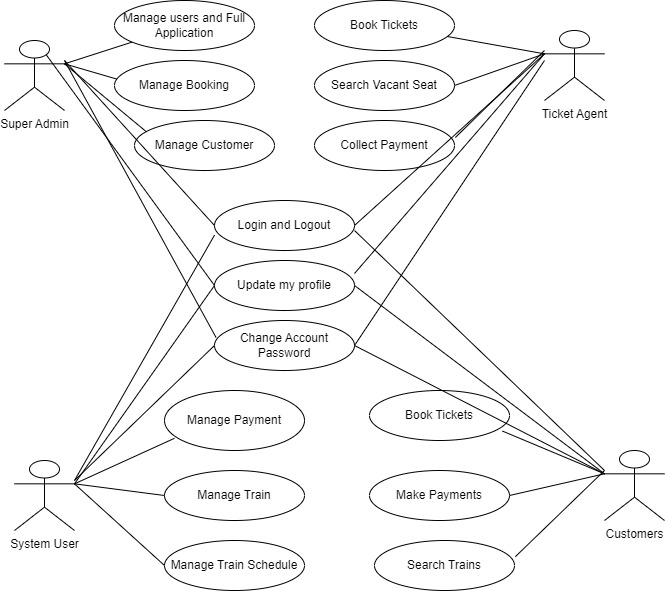 Manage users and Full
Application
Book Tickets
Manage Booking
Search Vacant Seat
Super Admin
Ticket Agent
Manage Customer
Collect Payment
Login and Logout
Update my profile
Change Account
Password
Manage Payment
Book Tickets
Manage Train
Make Payments
System User
Customers
Manage Train Schedule
Search Trains